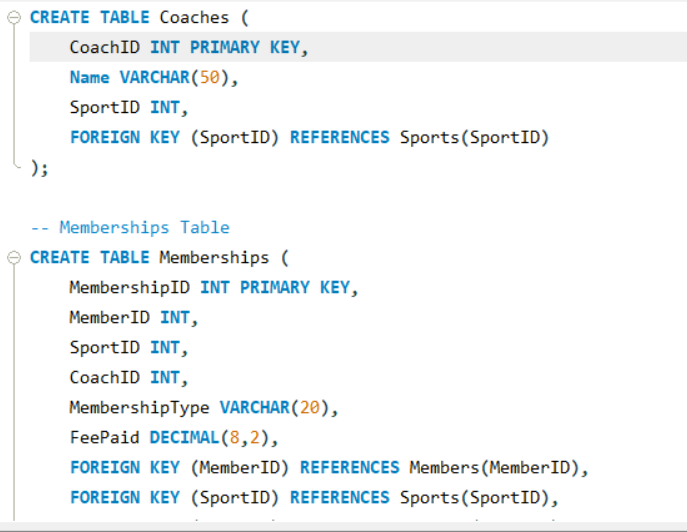 CREATE TABLE Coaches (
CoachID INT PRIMARY KEY,
Name VARCHAR(50),
SportID INT,
FOREIGN KEY (SportID) REFERENCES Sports(SportID)
);
-- Memberships Table
CREATE TABLE Memberships (
MembershipID INT PRIMARY KEY,
MemberID INT,
SportID INT,
CoachID INT,
MembershipType VARCHAR(20),
FeePaid DECIMAL(8,2),
FOREIGN KEY (MemberID) REFERENCES Members(MemberID),
FOREIGN KEY (SportID) REFERENCES Sports(SportID),